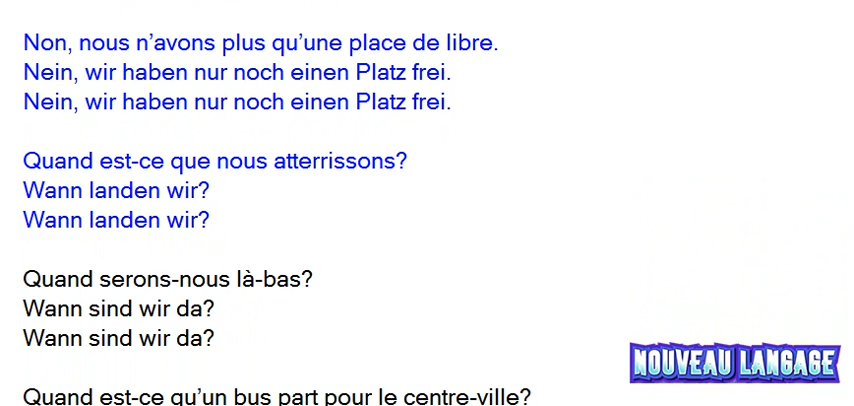 Non, nous n’avons plus qu’une place de libre.
Nein, wir haben nur noch einen Platz frei.
Nein, wir haben nur noch einen Platz frei.
Quand est-ce que nous atterrissons?
Wann landen wir?
Wann landen wir?
Quand serons-nous là-bas?
Wann sind wir da?
Wann sind wir da?
NOUVEAU LANGAGE
Quand est-ce qu’un bus part pour le centre-ville?